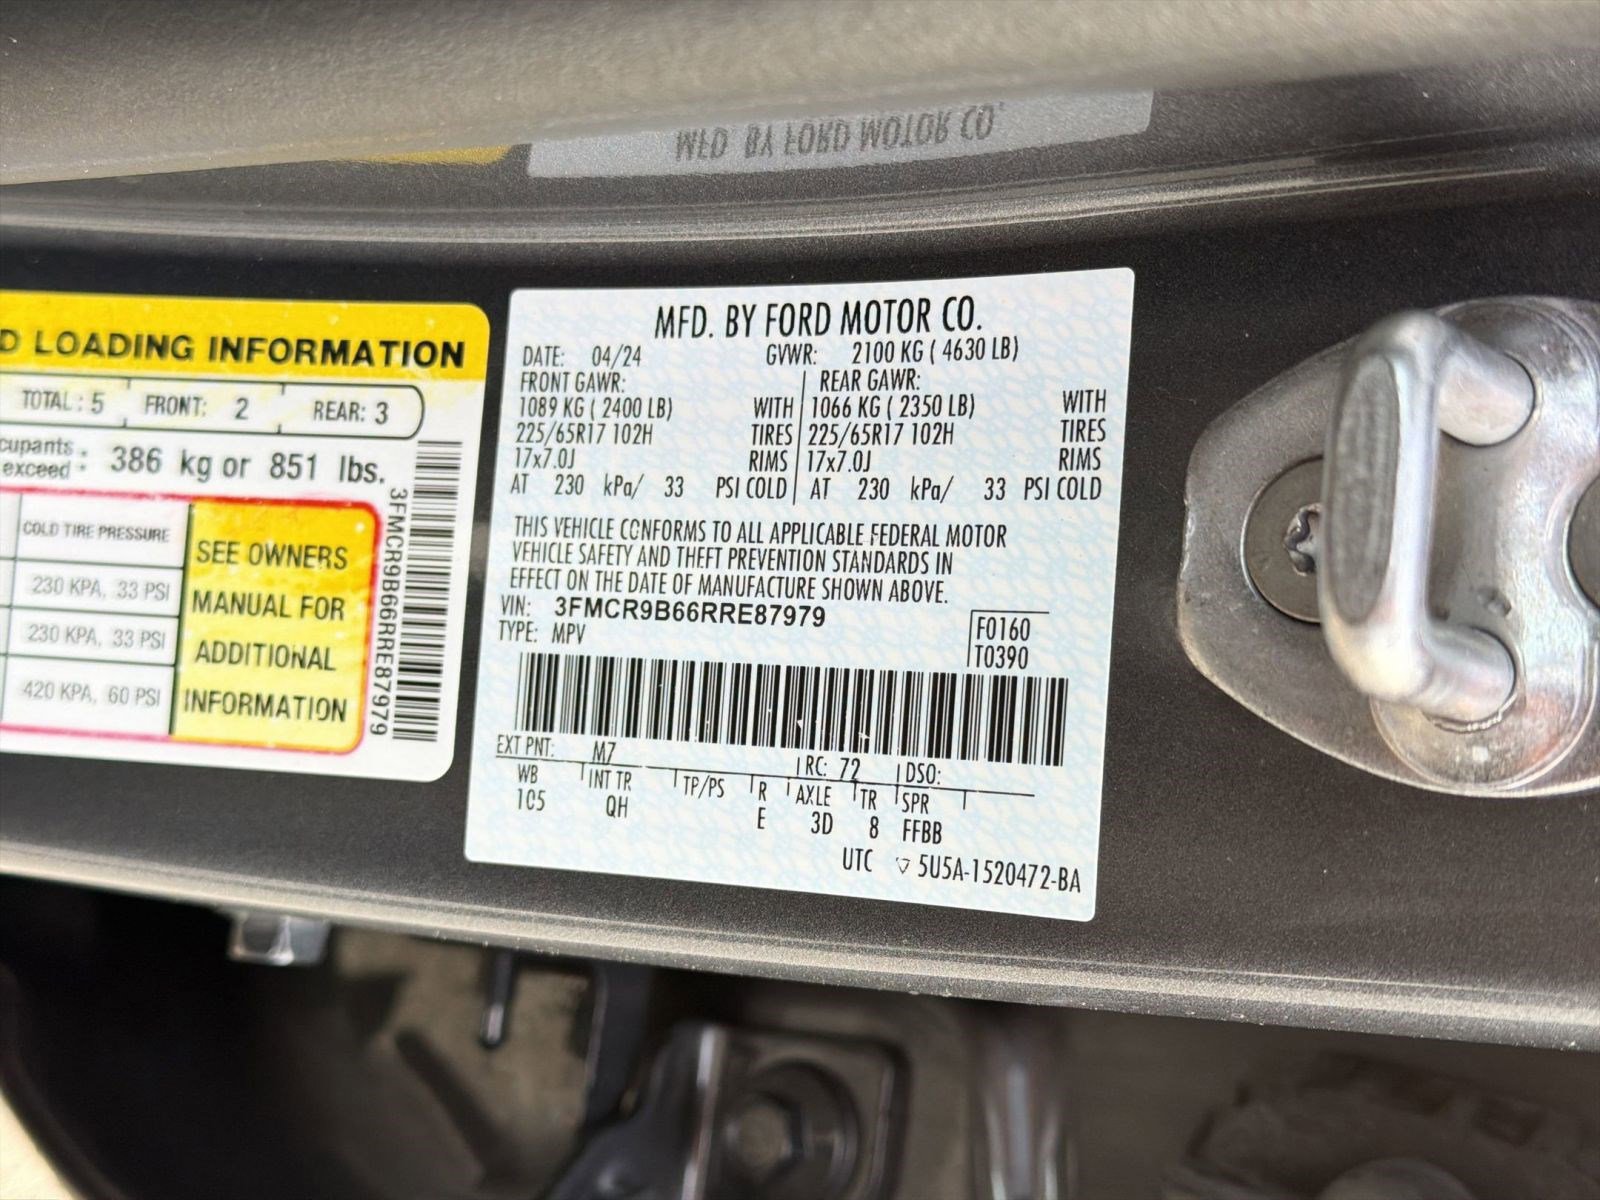 MFD. BY FORD MOTOR CO.
D LOADING INFORMATION
TOTAL: 5 FRONT: 2 REAR: 3
cupants
exceed 386 kg or 851 lbs.
COLD TIRE PRESSURE
230 KPA, 33 PSI
230 KPA, 33 PSI
420 KPA, 60 PSI
SEE OWNERS
MANUAL FOR
ADDITIONAL
INFORMATION
3FMCR9B66RRE87979
MFD. BY FORD MOTOR CO.
DATE: 04/24 GVWR: 2100 KG ( 4630 LB)
FRONT GAWR: REAR GAWR:
1089 KG ( 2400 LB) WITH 1066 KG ( 2350 LB) WITH
225/65R17 102H TIRES 225/65R17 102H TIRES
17x7.0J RIMS 17x7.0J RIMS
AT 230 kPa/ 33 PSI COLD AT 230 kPa/ 33 PSI COLD
THIS VEHICLE CONFORMS TO ALL APPLICABLE FEDERAL MOTOR
VEHICLE SAFETY AND THEFT PREVENTION STANDARDS IN
EFFECT ON THE DATE OF MANUFACTURE SHOWN ABOVE.
VIN: 3FMCR9B66RRE87979
TYPE: MPV
F0160
T0390
EXT PNT: M7 RC: 72 DSO:
WB INT TR TP/PS R AXLE TR SPR
105 QH E 3D 8 FFBB
UTC 5U5A-1520472-BA